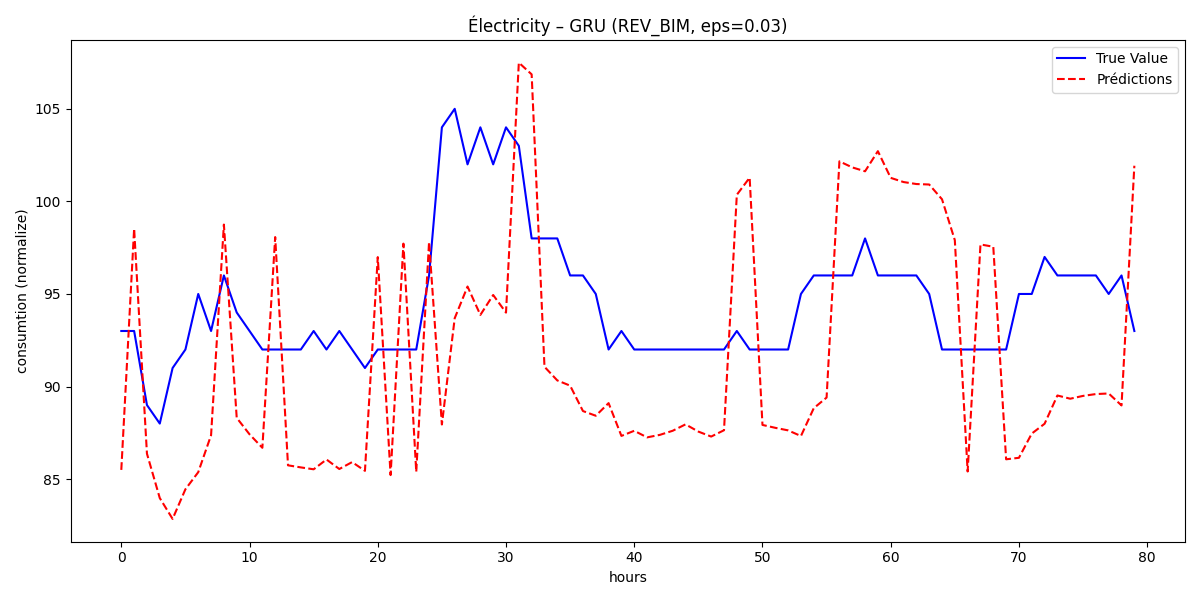 Électricity – GRU (REV_BIM, eps=0.03)
True Value
Prédictions
105
100
95
90
85
consumtion (normalize)
0 10 20 30 40 50 60 70 80
hours